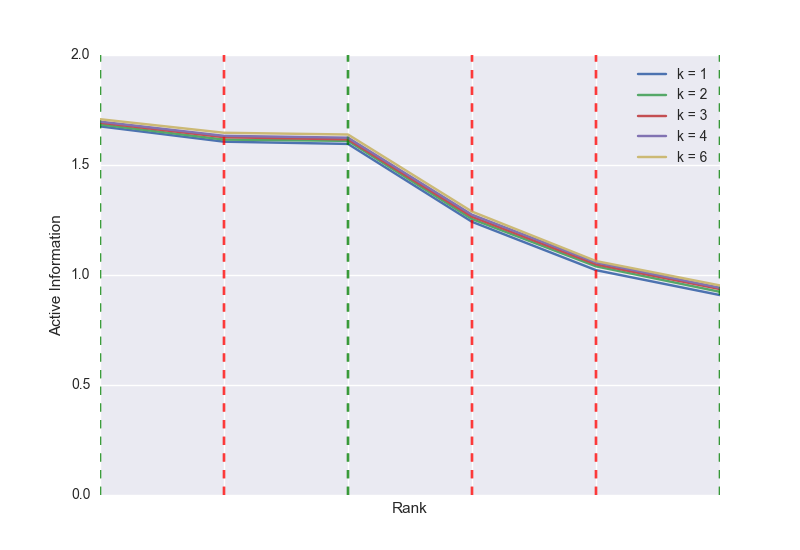 2.0
1.5
1.0
0.5
0.0
Active Information
Rank
k = 1
k = 2
k = 3
k = 4
k = 6